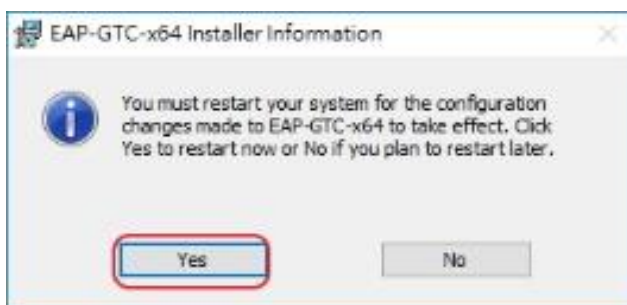 EAP-GTC-x64 Installer Information
You must restart your system for the configuration
changes made to EAP-GTC-x64 to take effect. Click
Yes to restart now or No if you plan to restart later.
Yes
No